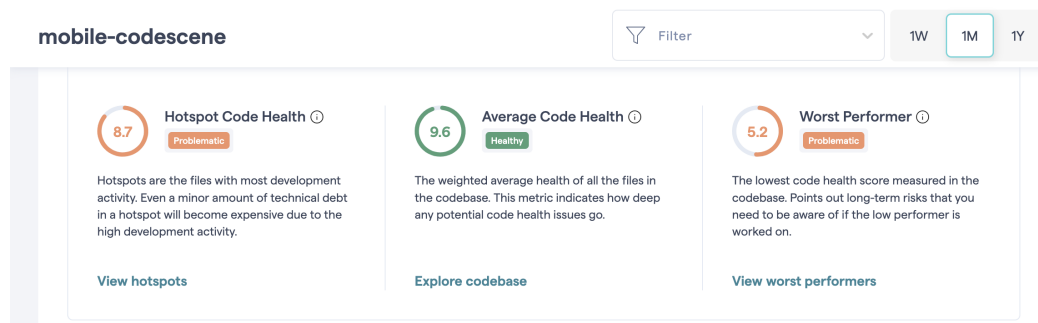 mobile-codescene
Filter
1W 1M 1Y
8.7
Hotspot Code Health
Problematic
Hotspots are the files with most development
activity. Even a minor amount of technical debt
in a hotspot will become expensive due to the
high development activity.
View hotspots
9.6
Average Code Health
Healthy
The weighted average health of all the files in
the codebase. This metric indicates how deep
any potential code health issues go.
Explore codebase
5.2
Worst Performer
Problematic
The lowest code health score measured in the
codebase. Points out long-term risks that you
need to be aware of if the low performer is
worked on.
View worst performers